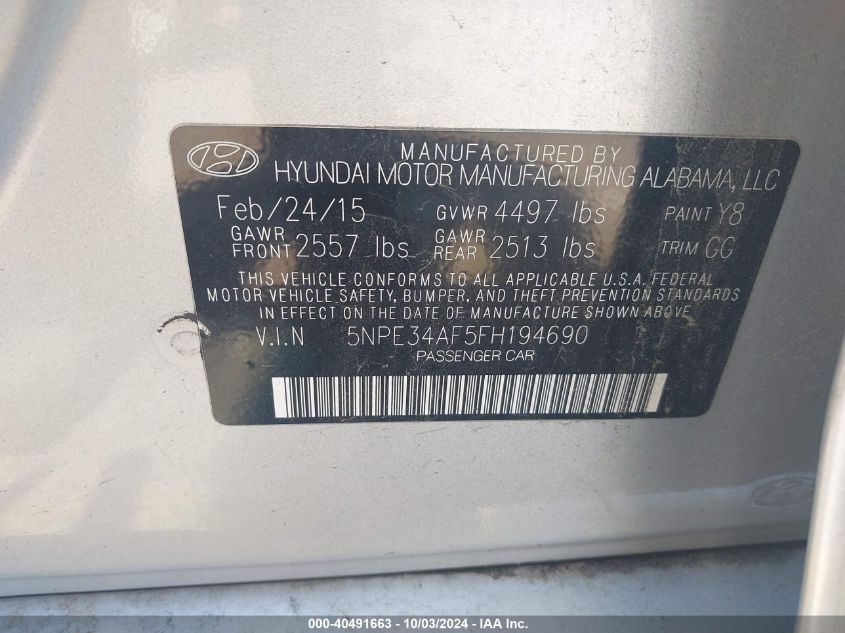 MANUFACTURED BY
HYUNDAI MOTOR MANUFACTURING ALABAMA, LLC
Feb/24/15 GVWR 4497 lbs PAINT Y8
GAWR FRONT 2557 lbs GAWR REAR 2513 lbs TRIM GG
THIS VEHICLE CONFORMS TO ALL APPLICABLE U.S.A. FEDERAL
MOTOR VEHICLE SAFETY, BUMPER, AND THEFT PREVENTION STANDARDS
IN EFFECT ON THE DATE OF MANUFACTURE SHOWN ABOVE.
V.I.N 5NPE34AF5FH194690
PASSENGER CAR
000-40491663 - 10/03/2024 - IAA Inc.